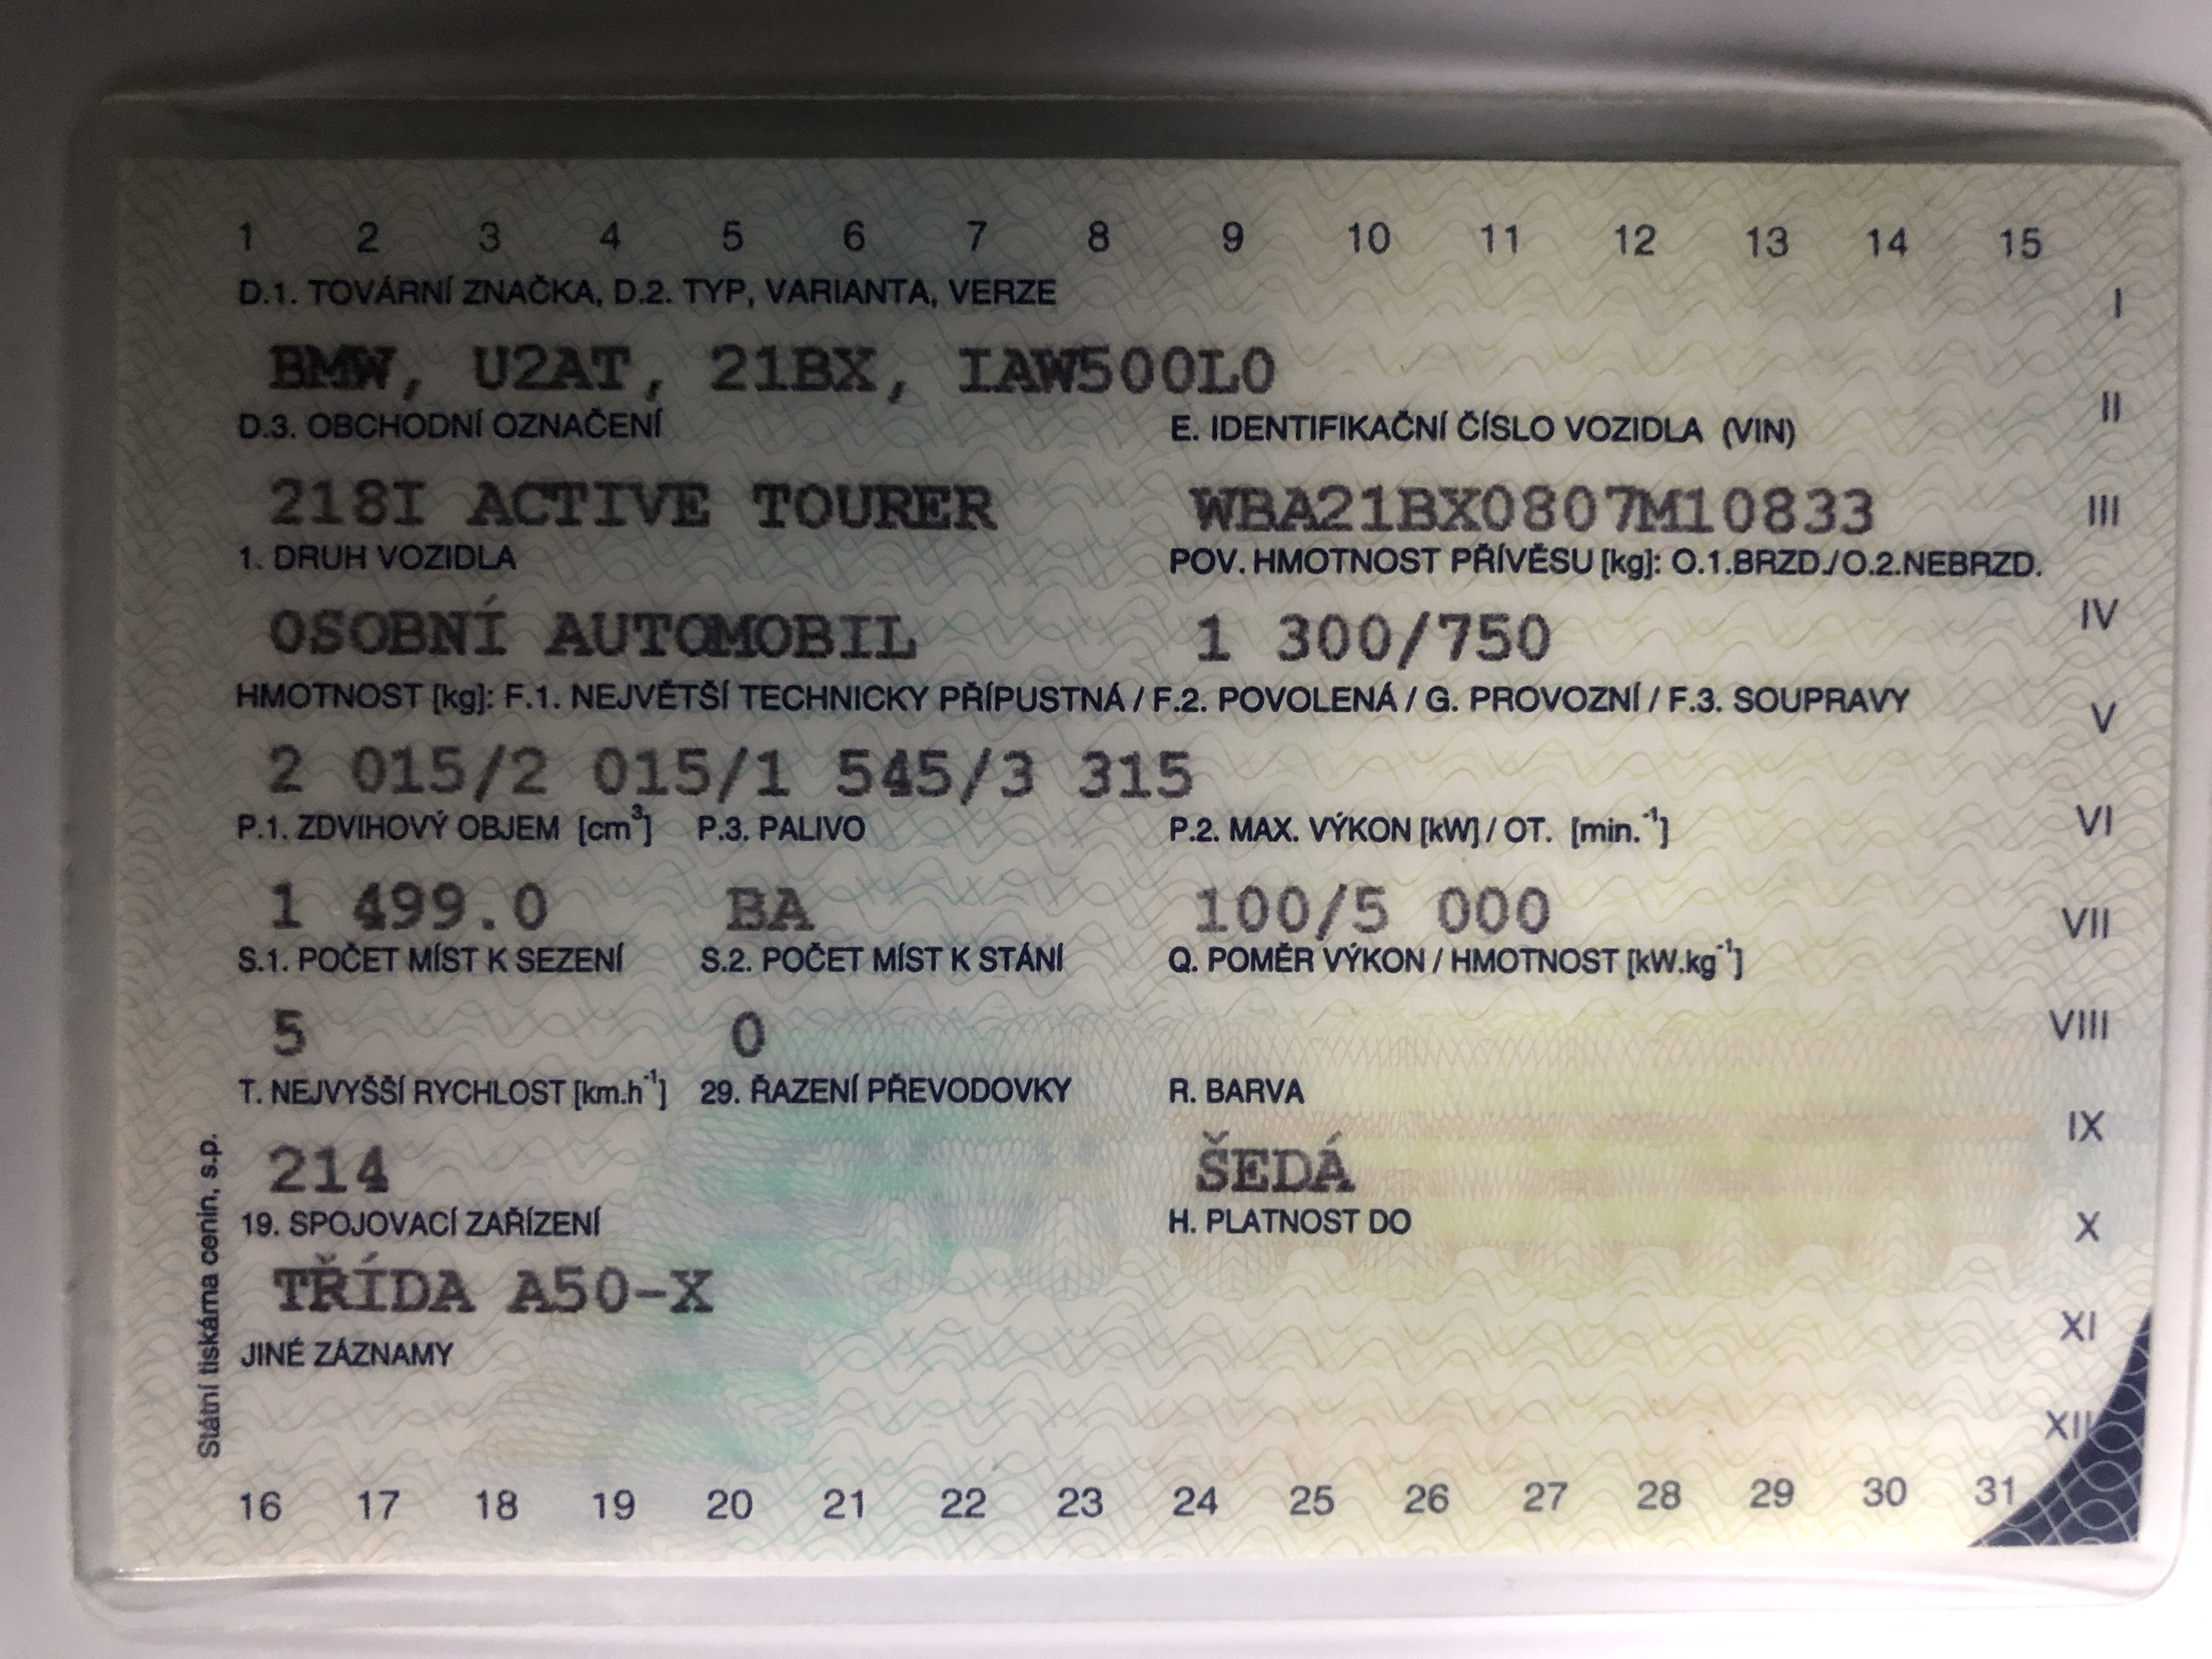 1 2 3 4 5 6 7 8 9 10 11 12 13 14 15
D.1. TOVÁRNÍ ZNAČKA, D.2. TYP, VARIANTA, VERZE
I
BMW, U2AT, 21BX, IAW500L0
D.3. OBCHODNÍ OZNAČENÍ E. IDENTIFIKAČNÍ ČÍSLO VOZIDLA (VIN)
II
218I ACTIVE TOURER WBA21BX0807M10833
III
1. DRUH VOZIDLA POV. HMOTNOST PŘÍVĚSU [kg]: O.1.BRZD./O.2.NEBRZD.
OSOBNÍ AUTOMOBIL 1 300/750
IV
HMOTNOST [kg]: F.1. NEJVĚTŠÍ TECHNICKY PŘÍPUSTNÁ / F.2. POVOLENÁ / G. PROVOZNÍ / F.3. SOUPRAVY
V
2 015/2 015/1 545/3 315
P.1. ZDVIHOVÝ OBJEM [cm³] P.3. PALIVO P.2. MAX. VÝKON [kW] / OT. [min.⁻¹]
VI
1 499.0 BA 100/5 000
VII
S.1. POČET MÍST K SEZENÍ S.2. POČET MÍST K STÁNÍ Q. POMĚR VÝKON / HMOTNOST [kW.kg⁻¹]
5 0
VIII
T. NEJVYŠŠÍ RYCHLOST [km.h⁻¹] 29. ŘAZENÍ PŘEVODOVKY R. BARVA
IX
214 ŠEDÁ
19. SPOJOVACÍ ZAŘÍZENÍ H. PLATNOST DO
X
TŘÍDA A50-X
XI
JINÉ ZÁZNAMY
XII
Státní tiskárna cenin, s.p.
16 17 18 19 20 21 22 23 24 25 26 27 28 29 30 31